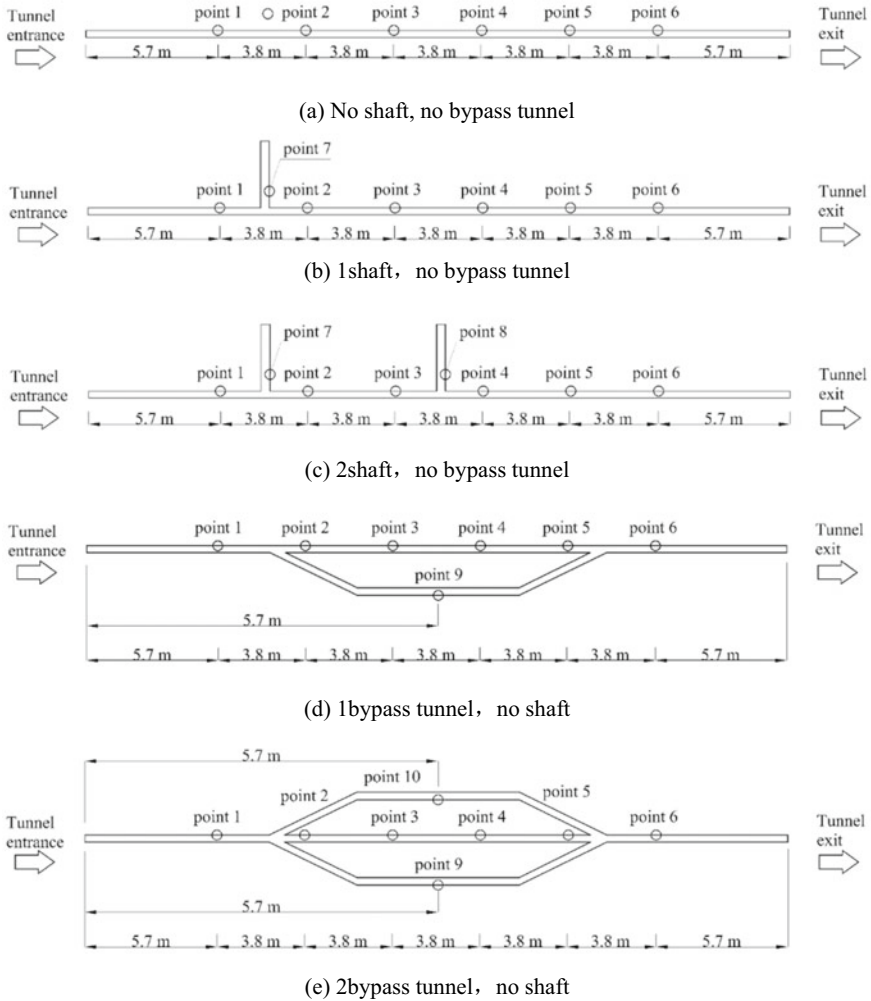 Tunnel entrance
point 1 point 2 point 3 point 4 point 5 point 6
Tunnel exit
5.7 m 3.8 m 3.8 m 3.8 m 3.8 m 3.8 m 5.7 m
(a) No shaft, no bypass tunnel
point 7
Tunnel entrance
point 1 point 2 point 3 point 4 point 5 point 6
Tunnel exit
5.7 m 3.8 m 3.8 m 3.8 m 3.8 m 3.8 m 5.7 m
(b) 1shaft，no bypass tunnel
point 7 point 8
Tunnel entrance
point 1 point 2 point 3 point 4 point 5 point 6
Tunnel exit
5.7 m 3.8 m 3.8 m 3.8 m 3.8 m 3.8 m 5.7 m
(c) 2shaft，no bypass tunnel
Tunnel entrance
point 1 point 2 point 3 point 4 point 5 point 6
Tunnel exit
point 9
5.7 m
5.7 m 3.8 m 3.8 m 3.8 m 3.8 m 3.8 m 5.7 m
(d) 1bypass tunnel，no shaft
5.7 m
point 10
point 2 point 5
Tunnel entrance
point 1 point 3 point 4 point 6
Tunnel exit
point 9
5.7 m
5.7 m 3.8 m 3.8 m 3.8 m 3.8 m 3.8 m 5.7 m
(e) 2bypass tunnel，no shaft